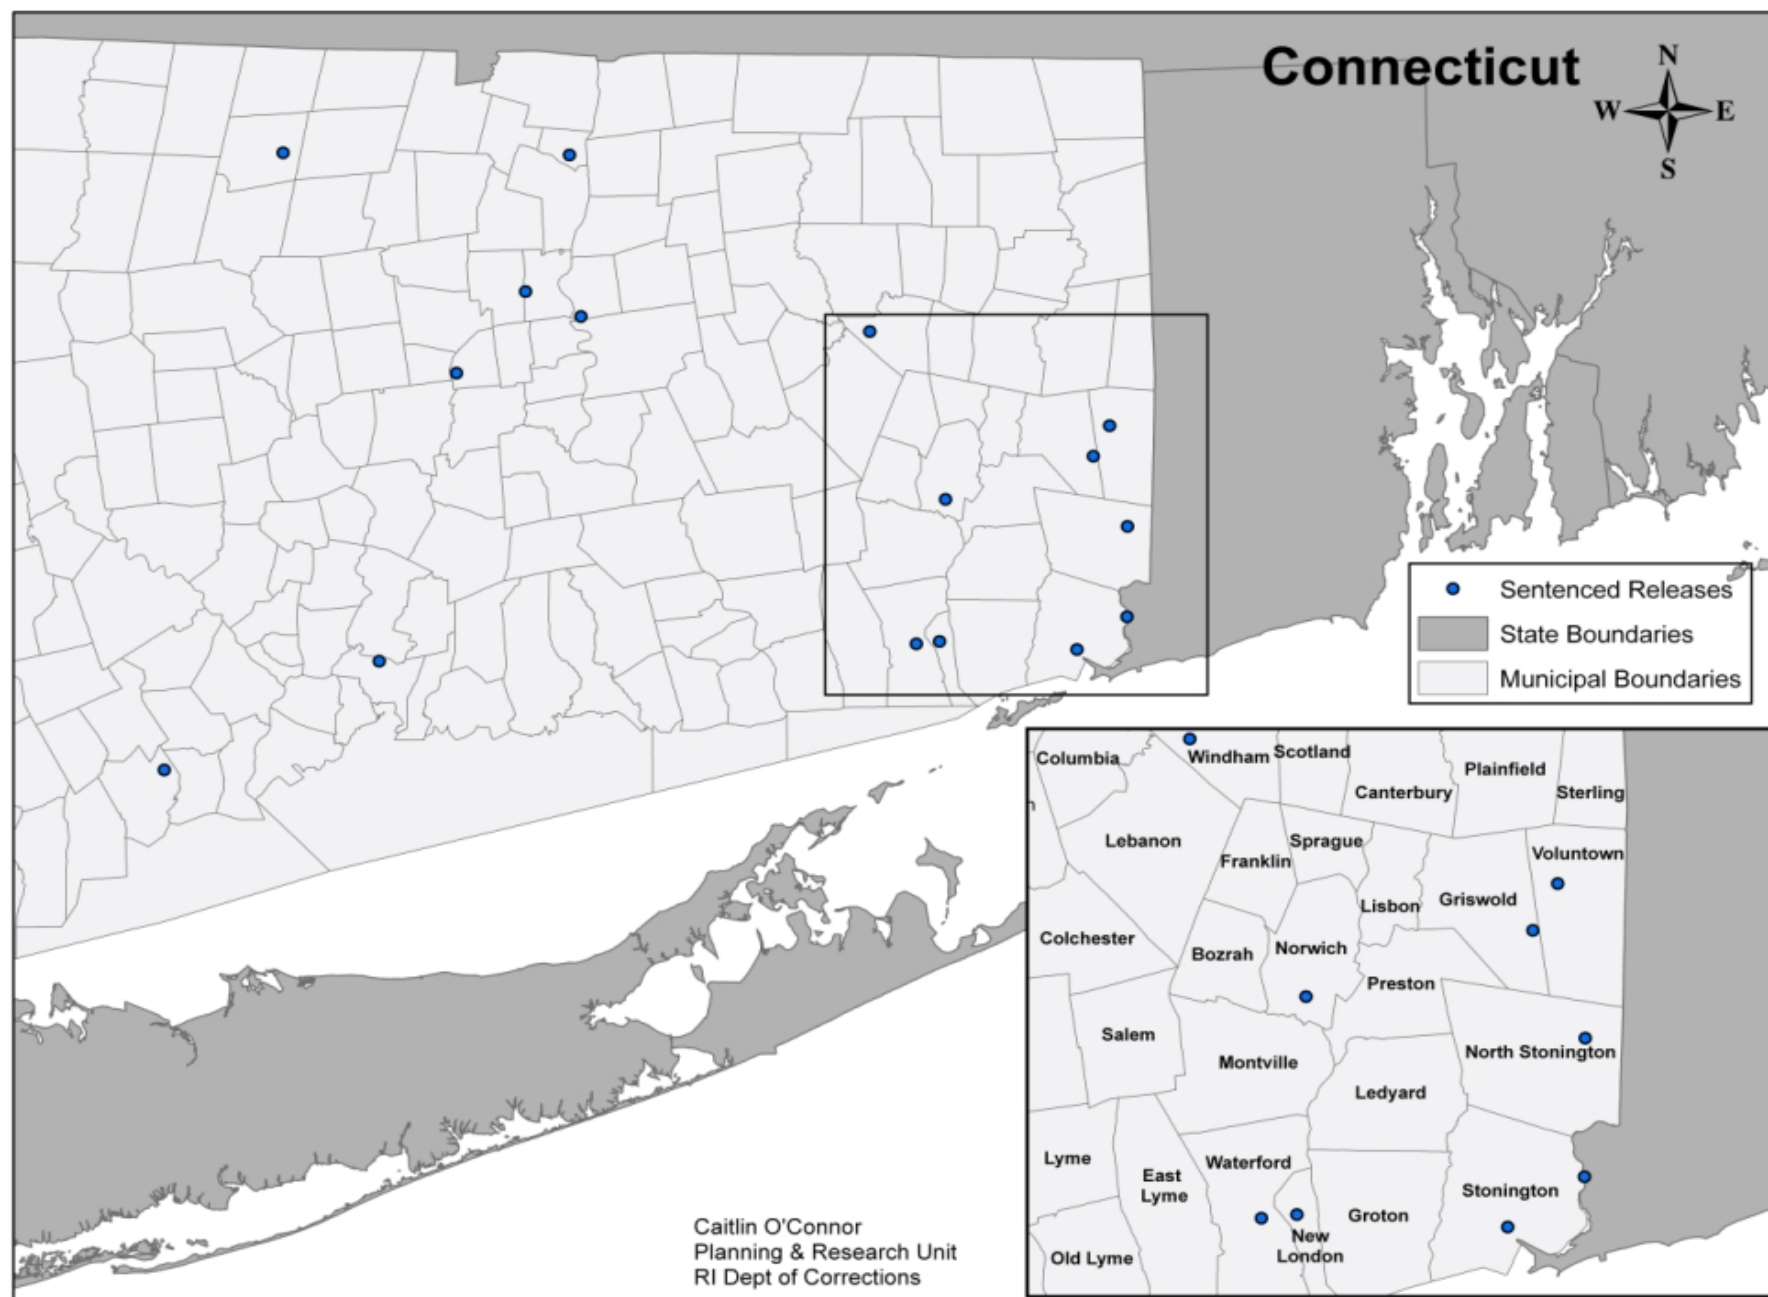 Connecticut
N
W E
S
Sentenced Releases
State Boundaries
Municipal Boundaries
Columbia
Windham
Scotland
Plainfield
Canterbury
Sterling
Lebanon
Franklin
Sprague
Voluntown
Lisbon
Griswold
Colchester
Bozrah
Norwich
Preston
Salem
Montville
North Stonington
Ledyard
Lyme
East
Lyme
Waterford
Stonington
Groton
New
London
Old Lyme
Caitlin O'Connor
Planning & Research Unit
RI Dept of Corrections